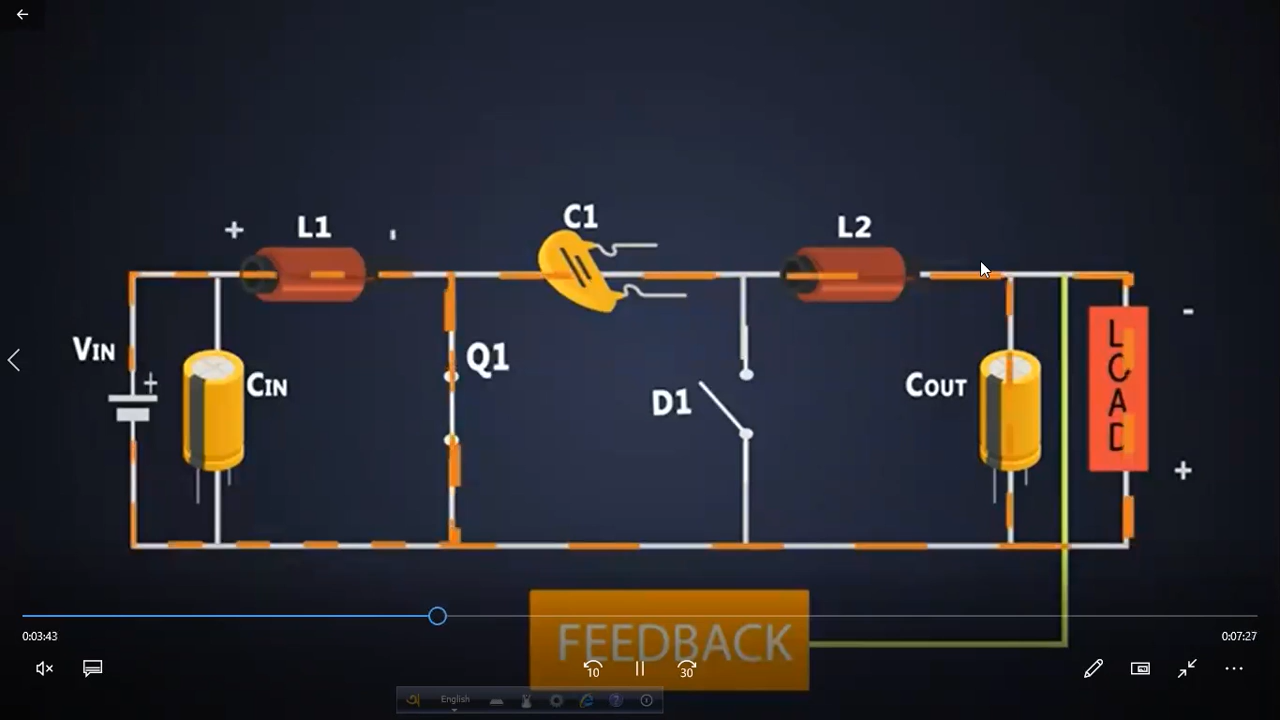 C1
L1
L2
+
-
VIN
+
CIN
Q1
D1
COUT
LOAD
-
+
FEEDBACK
0:03:43
0:07:27
10
30
English